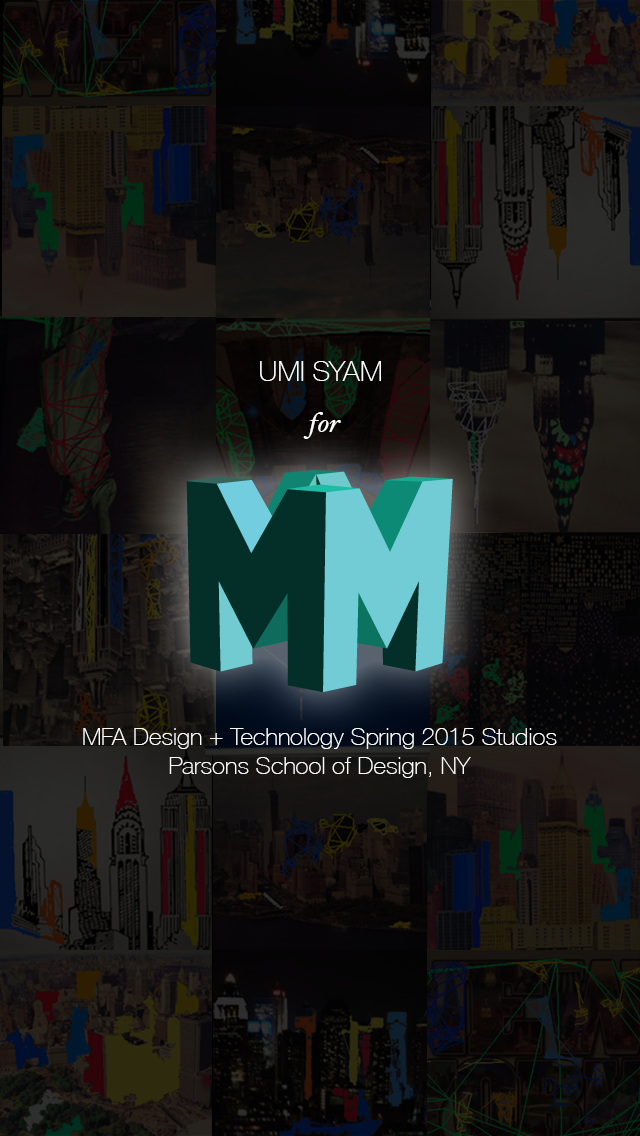 UMI SYAM
for
MM
MFA Design + Technology Spring 2015 Studios
Parsons School of Design, NY